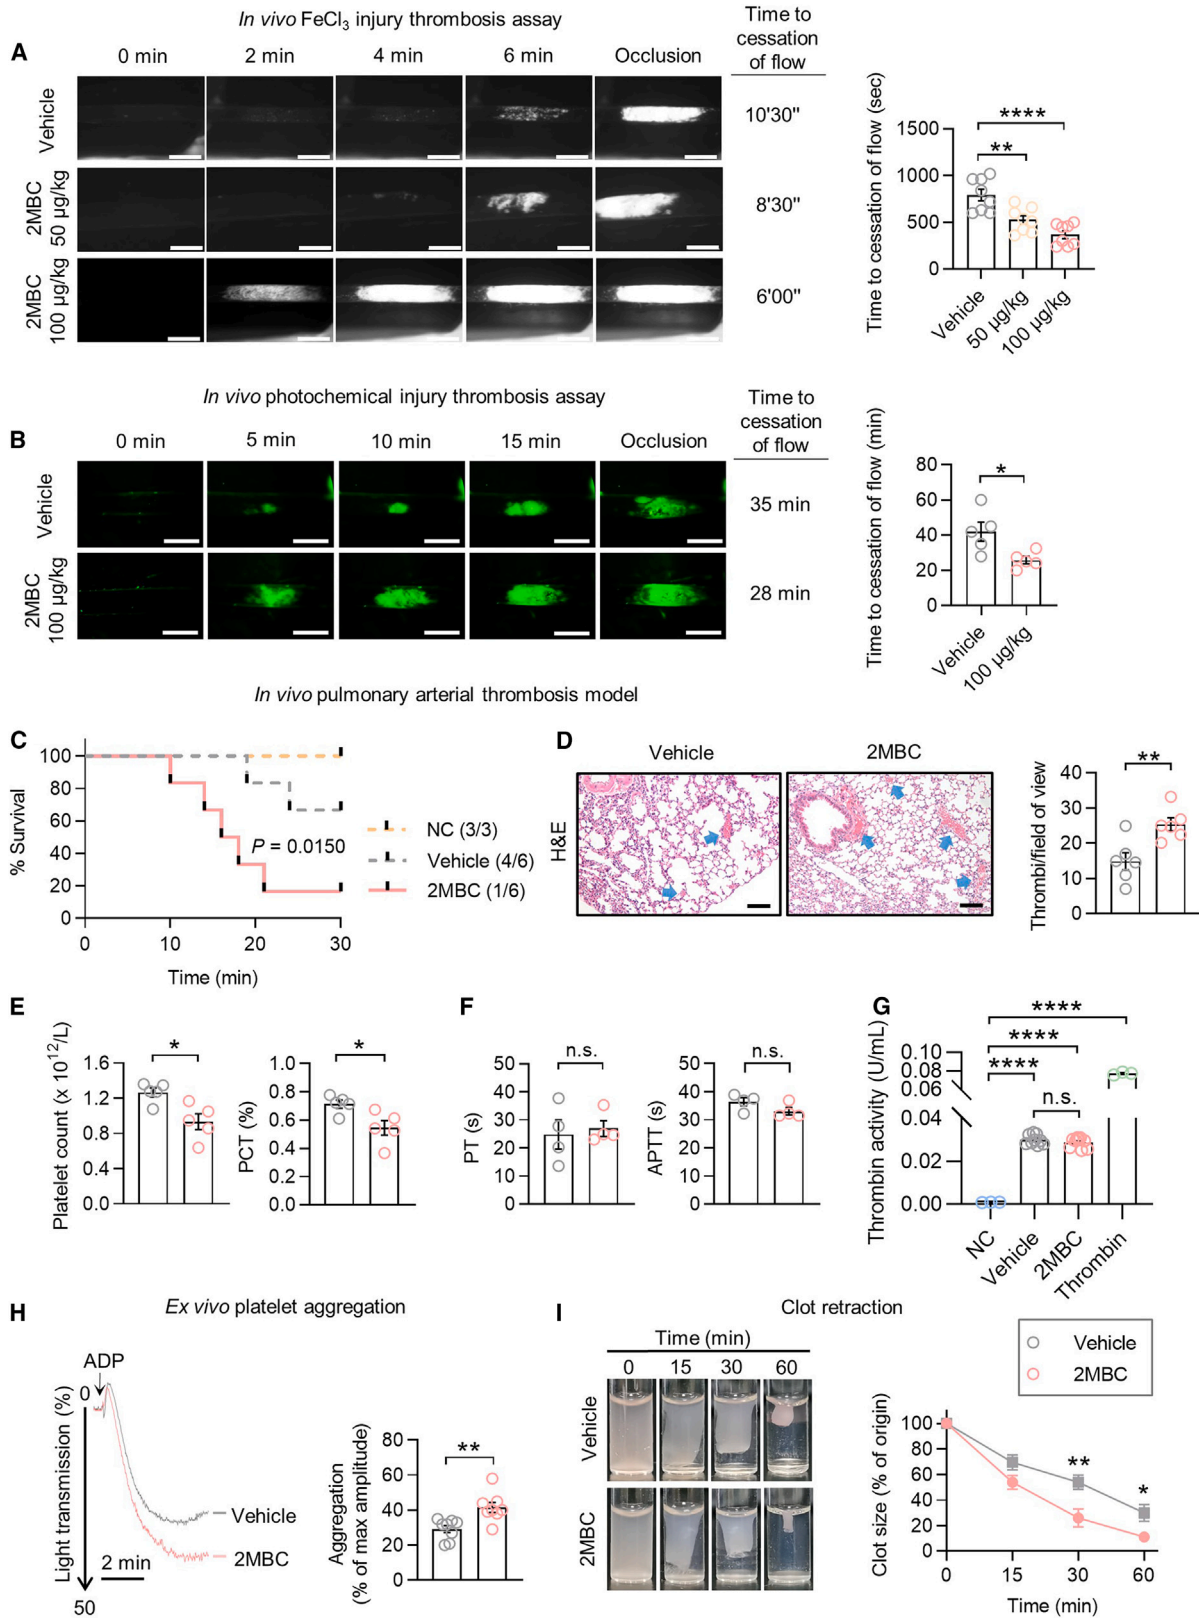 In vivo FeCl3 injury thrombosis assay
A
0 min 2 min 4 min 6 min Occlusion
Time to
cessation
of flow
Vehicle
10'30"
2MBC
50 µg/kg
8'30"
2MBC
100 µg/kg
6'00"
Time to cessation of flow (sec)
1500
1000
500
0
****
**
Vehicle
50 µg/kg
100 µg/kg
In vivo photochemical injury thrombosis assay
B
0 min 5 min 10 min 15 min Occlusion
Time to
cessation
of flow
Vehicle
35 min
2MBC
100 µg/kg
28 min
Time to cessation of flow (min)
80
60
40
20
0
*
Vehicle
100 µg/kg
In vivo pulmonary arterial thrombosis model
C
% Survival
100
80
60
40
20
0
0 10 20 30
Time (min)
P = 0.0150
NC (3/3)
Vehicle (4/6)
2MBC (1/6)
D
Vehicle 2MBC
H&E
Thrombi/field of view
40
30
20
10
0
**
E
Platelet count (x 10^12/L)
1.6
1.2
0.8
0.4
0.0
*
PCT (%)
1.0
0.8
0.6
0.4
0.2
0.0
*
F
PT (s)
50
40
30
20
10
0
n.s.
APTT (s)
50
40
30
20
10
0
n.s.
G
Thrombin activity (U/mL)
0.10
0.08
0.06
0.04
0.02
0.00
****
****
****
n.s.
NC
Vehicle
2MBC
Thrombin
H
Ex vivo platelet aggregation
ADP
Light transmission (%)
0
50
2 min
Vehicle
2MBC
Aggregation
(% of max amplitude)
80
60
40
20
0
**
I
Clot retraction
Time (min)
0 15 30 60
Vehicle
2MBC
Vehicle
2MBC
Clot size (% of origin)
100
80
60
40
20
0
**
*
0 15 30 60
Time (min)